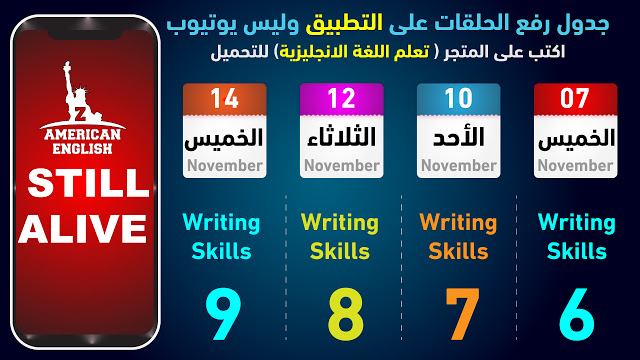 جدول رفع الحلقات على التطبيق وليس يوتيوب
اكتب على المتجر ( تعلم اللغة الانجليزية) للتحميل
Z
AMERICAN
ENGLISH
STILL
ALIVE
07
الخميس
November
Writing
Skills
6
10
الأحد
November
Writing
Skills
7
12
الثلاثاء
November
Writing
Skills
8
14
الخميس
November
Writing
Skills
9